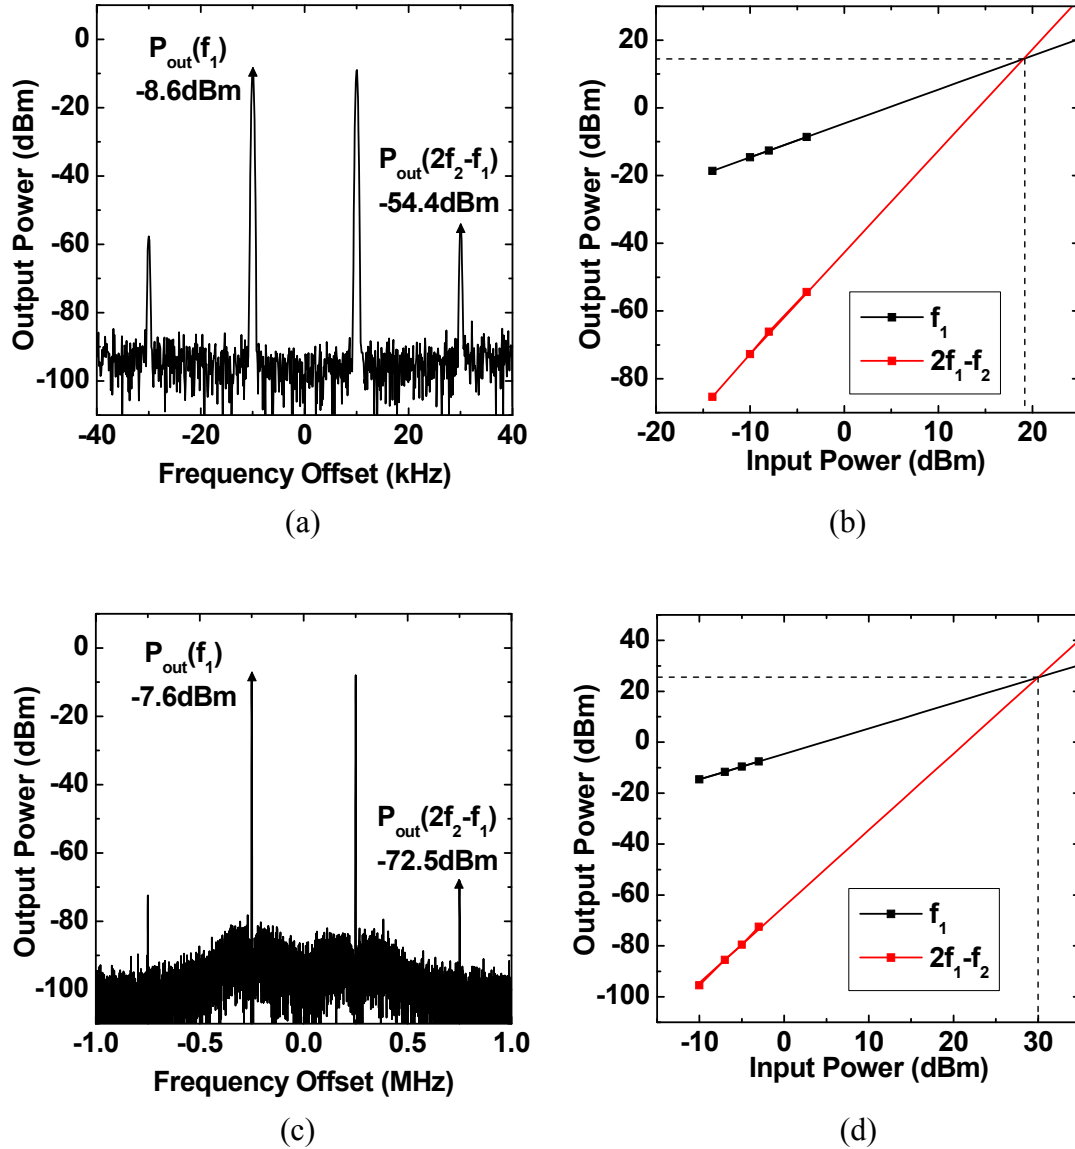 0
-20
-40
-60
-80
-100
Output Power (dBm)
P_out(f_1)
-8.6dBm
P_out(2f_2-f_1)
-54.4dBm
-40 -20 0 20 40
Frequency Offset (kHz)
(a)
20
0
-20
-40
-60
-80
Output Power (dBm)
f_1
2f_1-f_2
-20 -10 0 10 20
Input Power (dBm)
(b)
0
-20
-40
-60
-80
-100
Output Power (dBm)
P_out(f_1)
-7.6dBm
P_out(2f_2-f_1)
-72.5dBm
-1.0 -0.5 0.0 0.5 1.0
Frequency Offset (MHz)
(c)
40
20
0
-20
-40
-60
-80
-100
Output Power (dBm)
f_1
2f_1-f_2
-10 0 10 20 30
Input Power (dBm)
(d)